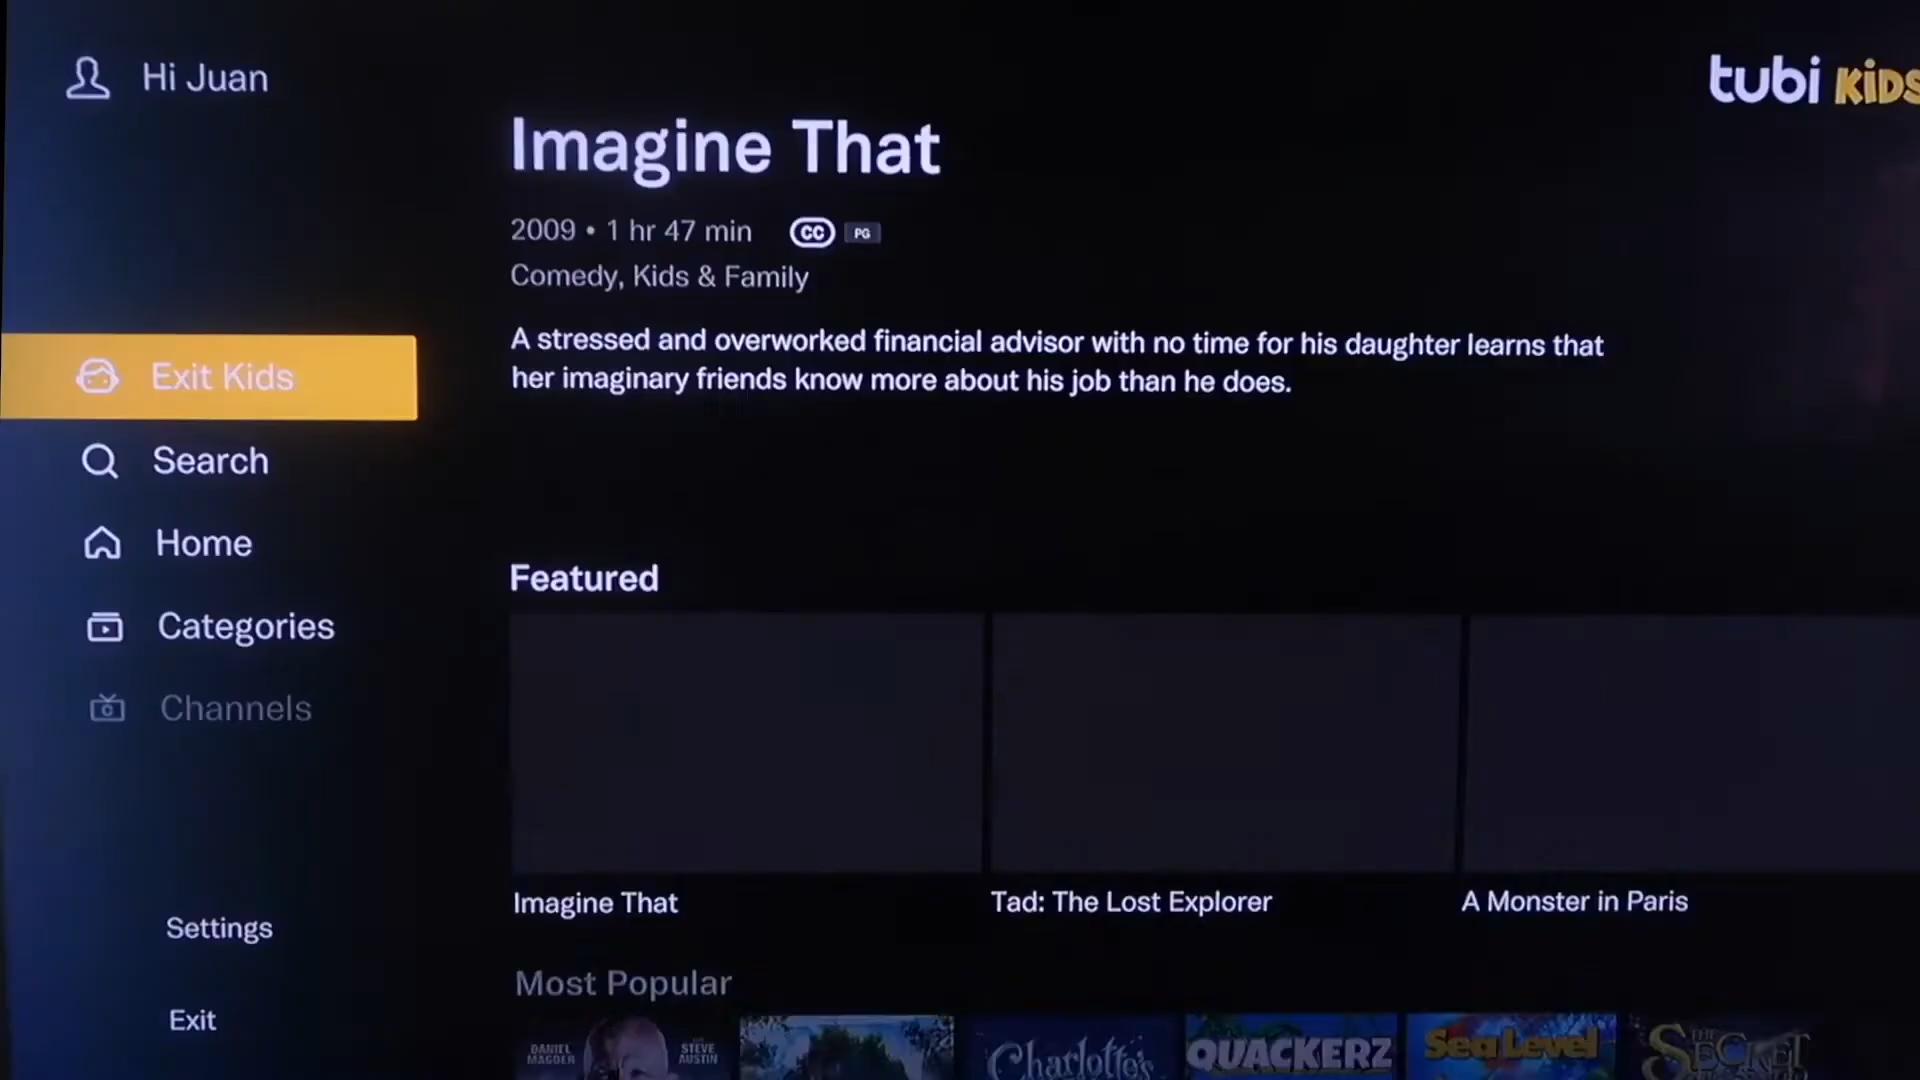 Hi Juan
tubi KiDS
Imagine That
2009 • 1 hr 47 min CC PG
Comedy, Kids & Family
A stressed and overworked financial advisor with no time for his daughter learns that
her imaginary friends know more about his job than he does.
Exit Kids
Search
Home
Categories
Channels
Settings
Exit
Featured
Imagine That
Tad: The Lost Explorer
A Monster in Paris
Most Popular
DANIEL
MAGDER
STEVE
AUSTIN
Charlotte's
QUACKERZ
Sea Level
THE
SECRET